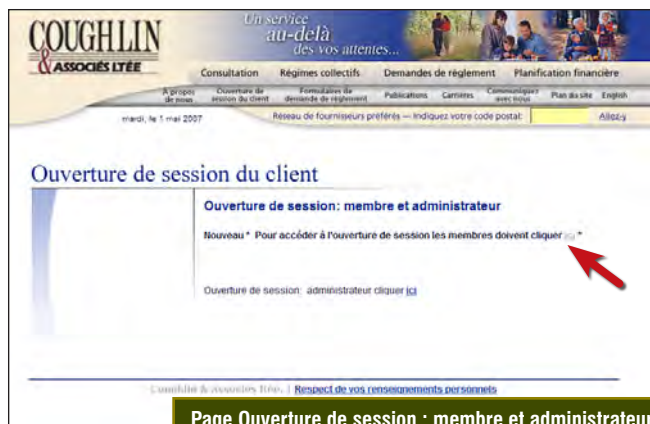 COUGHLIN
& ASSOCIÉS LTÉE
Un service
au-delà
des vos attentes...
Consultation Régimes collectifs Demandes de règlement Planification financière
À propos de nous Ouverture de session du client Formulaires de demande de règlement Publications Carrières Communiquez avec nous Plan du site English
mardi, le 1 mai 2007 Réseau de fournisseurs préférés — Indiquez votre code postal: Allez-y
Ouverture de session du client
Ouverture de session: membre et administrateur
Nouveau * Pour accéder à l'ouverture de session les membres doivent cliquer ici *
Ouverture de session: administrateur cliquer ici
Coughlin & Associés ltée. | Respect de vos renseignements personnels
Page Ouverture de session : membre et administrateur